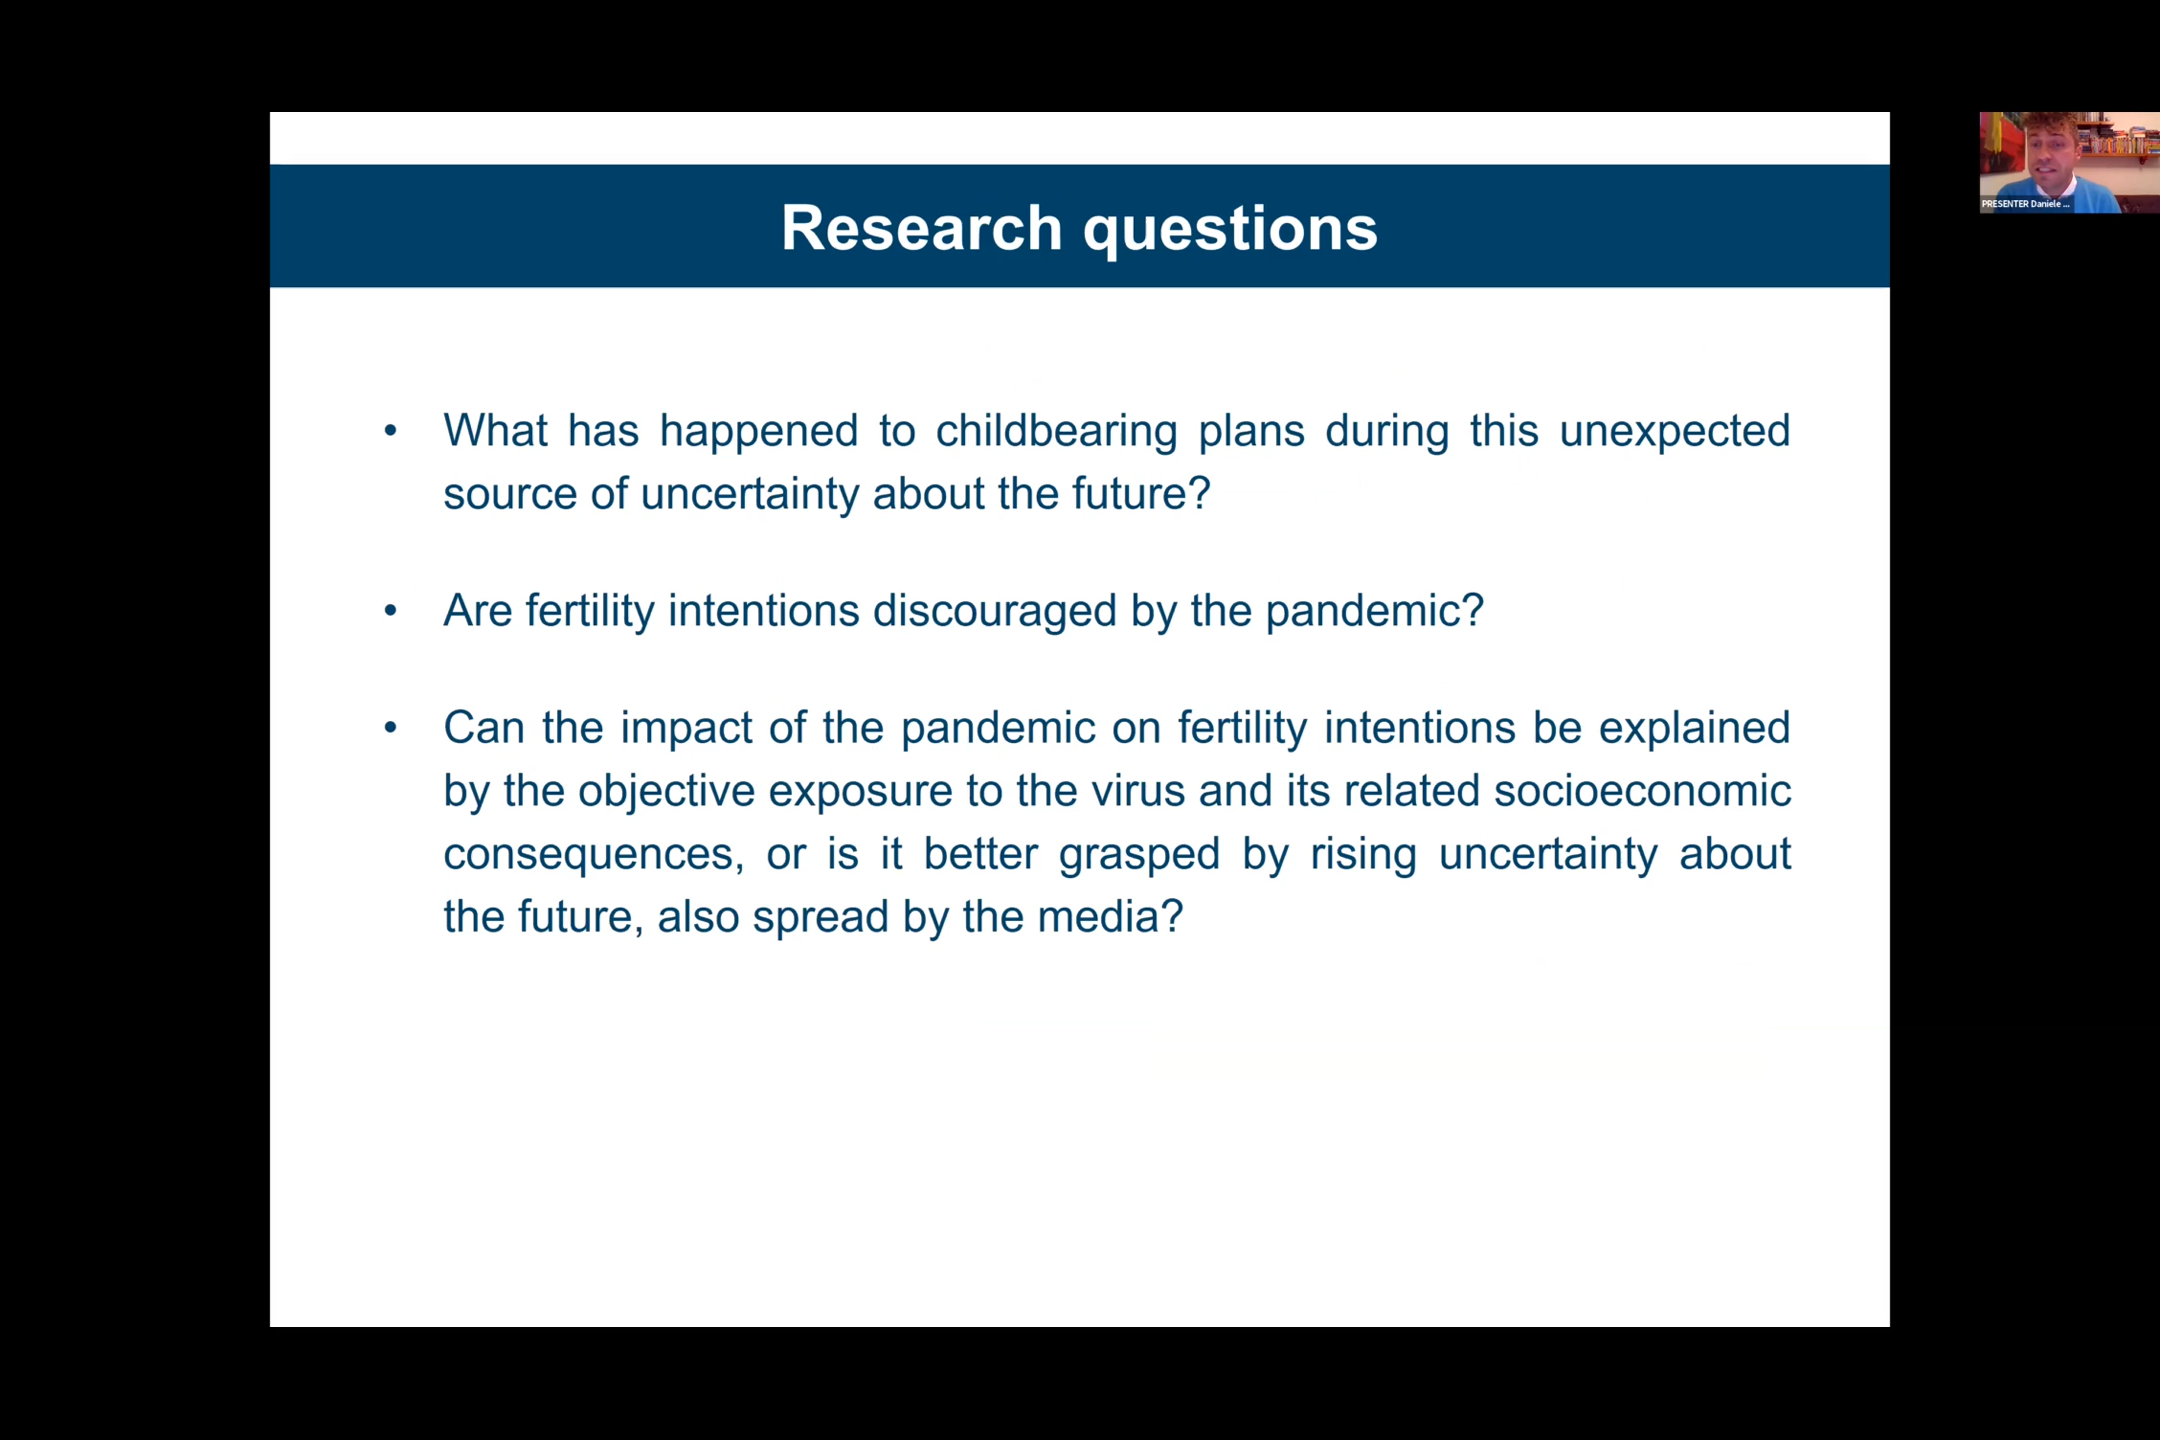 Research questions
• What has happened to childbearing plans during this unexpected
source of uncertainty about the future?
• Are fertility intentions discouraged by the pandemic?
• Can the impact of the pandemic on fertility intentions be explained
by the objective exposure to the virus and its related socioeconomic
consequences, or is it better grasped by rising uncertainty about
the future, also spread by the media?
PRESENTER Daniele ...